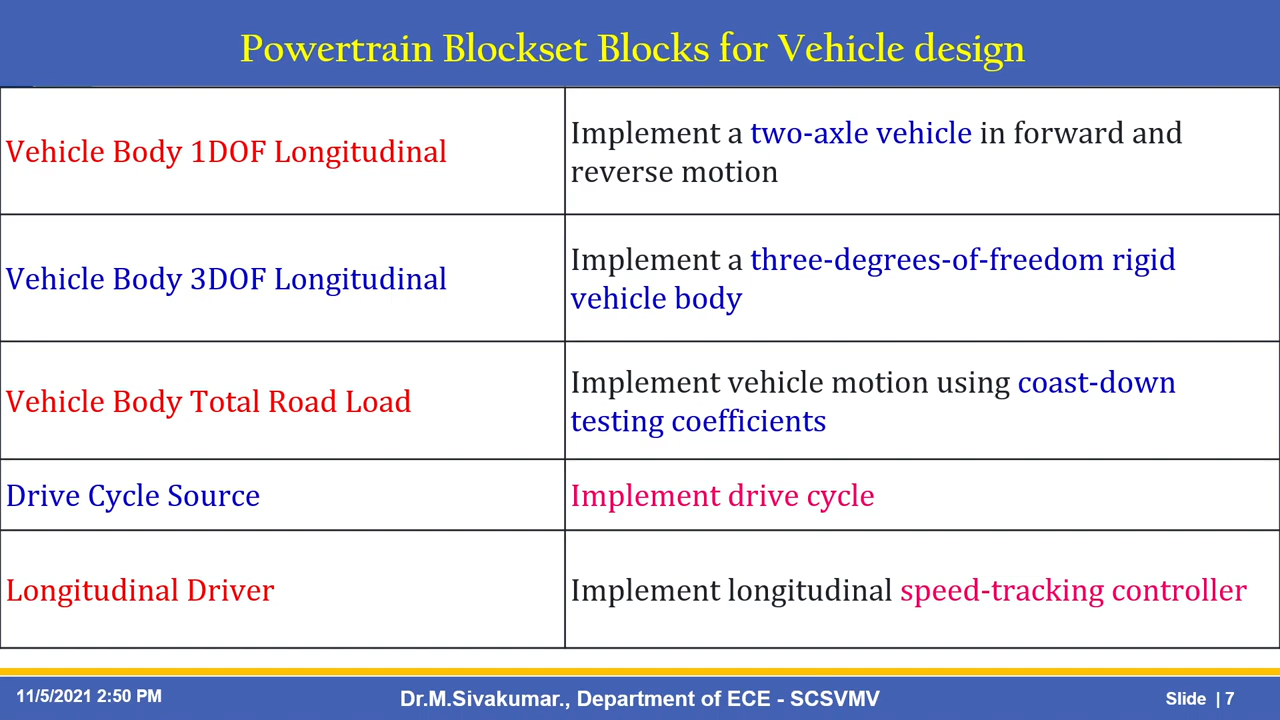 Powertrain Blockset Blocks for Vehicle design
Vehicle Body 1DOF Longitudinal
Implement a two-axle vehicle in forward and
reverse motion
Vehicle Body 3DOF Longitudinal
Implement a three-degrees-of-freedom rigid
vehicle body
Vehicle Body Total Road Load
Implement vehicle motion using coast-down
testing coefficients
Drive Cycle Source
Implement drive cycle
Longitudinal Driver
Implement longitudinal speed-tracking controller
11/5/2021 2:50 PM
Dr.M.Sivakumar., Department of ECE - SCSVMV
Slide | 7